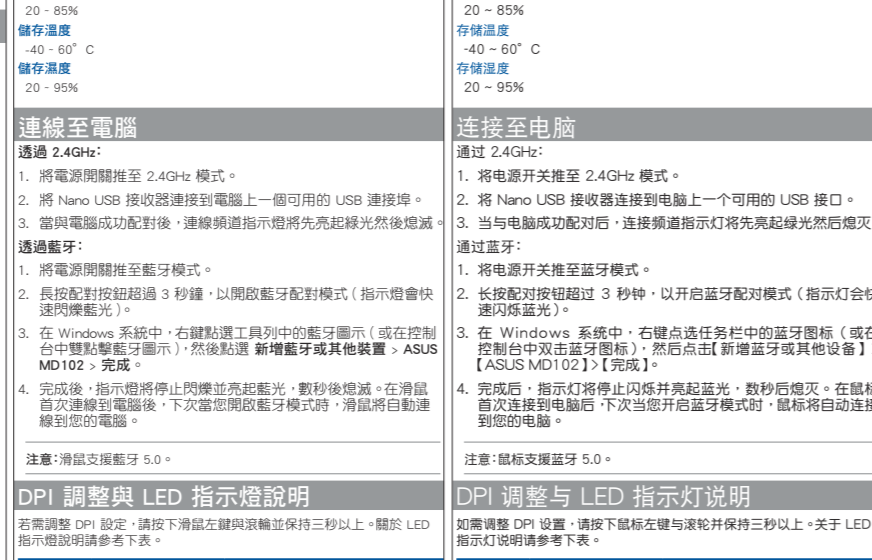 20 - 85%
儲存溫度
-40 - 60°C
儲存濕度
20 - 95%
連線至電腦
透過 2.4GHz：
1. 將電源開關推至 2.4GHz 模式。
2. 將 Nano USB 接收器連接到電腦上一個可用的 USB 連接埠。
3. 當與電腦成功配對後，連線頻道指示燈將先亮起綠光然後熄滅。
透過藍牙：
1. 將電源開關推至藍牙模式。
2. 長按配對按鈕超過 3 秒鐘，以開啟藍牙配對模式（指示燈會快
速閃爍藍光）。
3. 在 Windows 系統中，右鍵點選工具列中的藍牙圖示（或在控制
台中雙點擊藍牙圖示），然後點選 新增藍牙或其他裝置 > ASUS
MD102 > 完成。
4. 完成後，指示燈將停止閃爍並亮起藍光，數秒後熄滅。在滑鼠
首次連線到電腦後，下次當您開啟藍牙模式時，滑鼠將自動連
線到您的電腦。
注意：滑鼠支援藍牙 5.0。
DPI 調整與 LED 指示燈說明
若需調整 DPI 設定，請按下滑鼠左鍵與滾輪並保持三秒以上。關於 LED
指示燈說明請參考下表。
20 ~ 85%
存储温度
-40 ~ 60°C
存储湿度
20 ~ 95%
连接至电脑
通过 2.4GHz：
1. 将电源开关推至 2.4GHz 模式。
2. 将 Nano USB 接收器连接到电脑上一个可用的 USB 接口。
3. 当与电脑成功配对后，连接频道指示灯将先亮起绿光然后熄灭
通过蓝牙：
1. 将电源开关推至蓝牙模式。
2. 长按配对按钮超过 3 秒钟，以开启蓝牙配对模式（指示灯会快
速闪烁蓝光）。
3. 在 Windows 系统中，右键点选任务栏中的蓝牙图标（或在
控制台中双击蓝牙图标），然后点击【新增蓝牙或其他设备】
【ASUS MD102】>【完成】。
4. 完成后，指示灯将停止闪烁并亮起蓝光，数秒后熄灭。在鼠标
首次连接到电脑后，下次当您开启蓝牙模式时，鼠标将自动连接
到您的电脑。
注意：鼠标支援蓝牙 5.0。
DPI 调整与 LED 指示灯说明
如需调整 DPI 设置，请按下鼠标左键与滚轮并保持三秒以上。关于 LED
指示灯说明请参考下表。